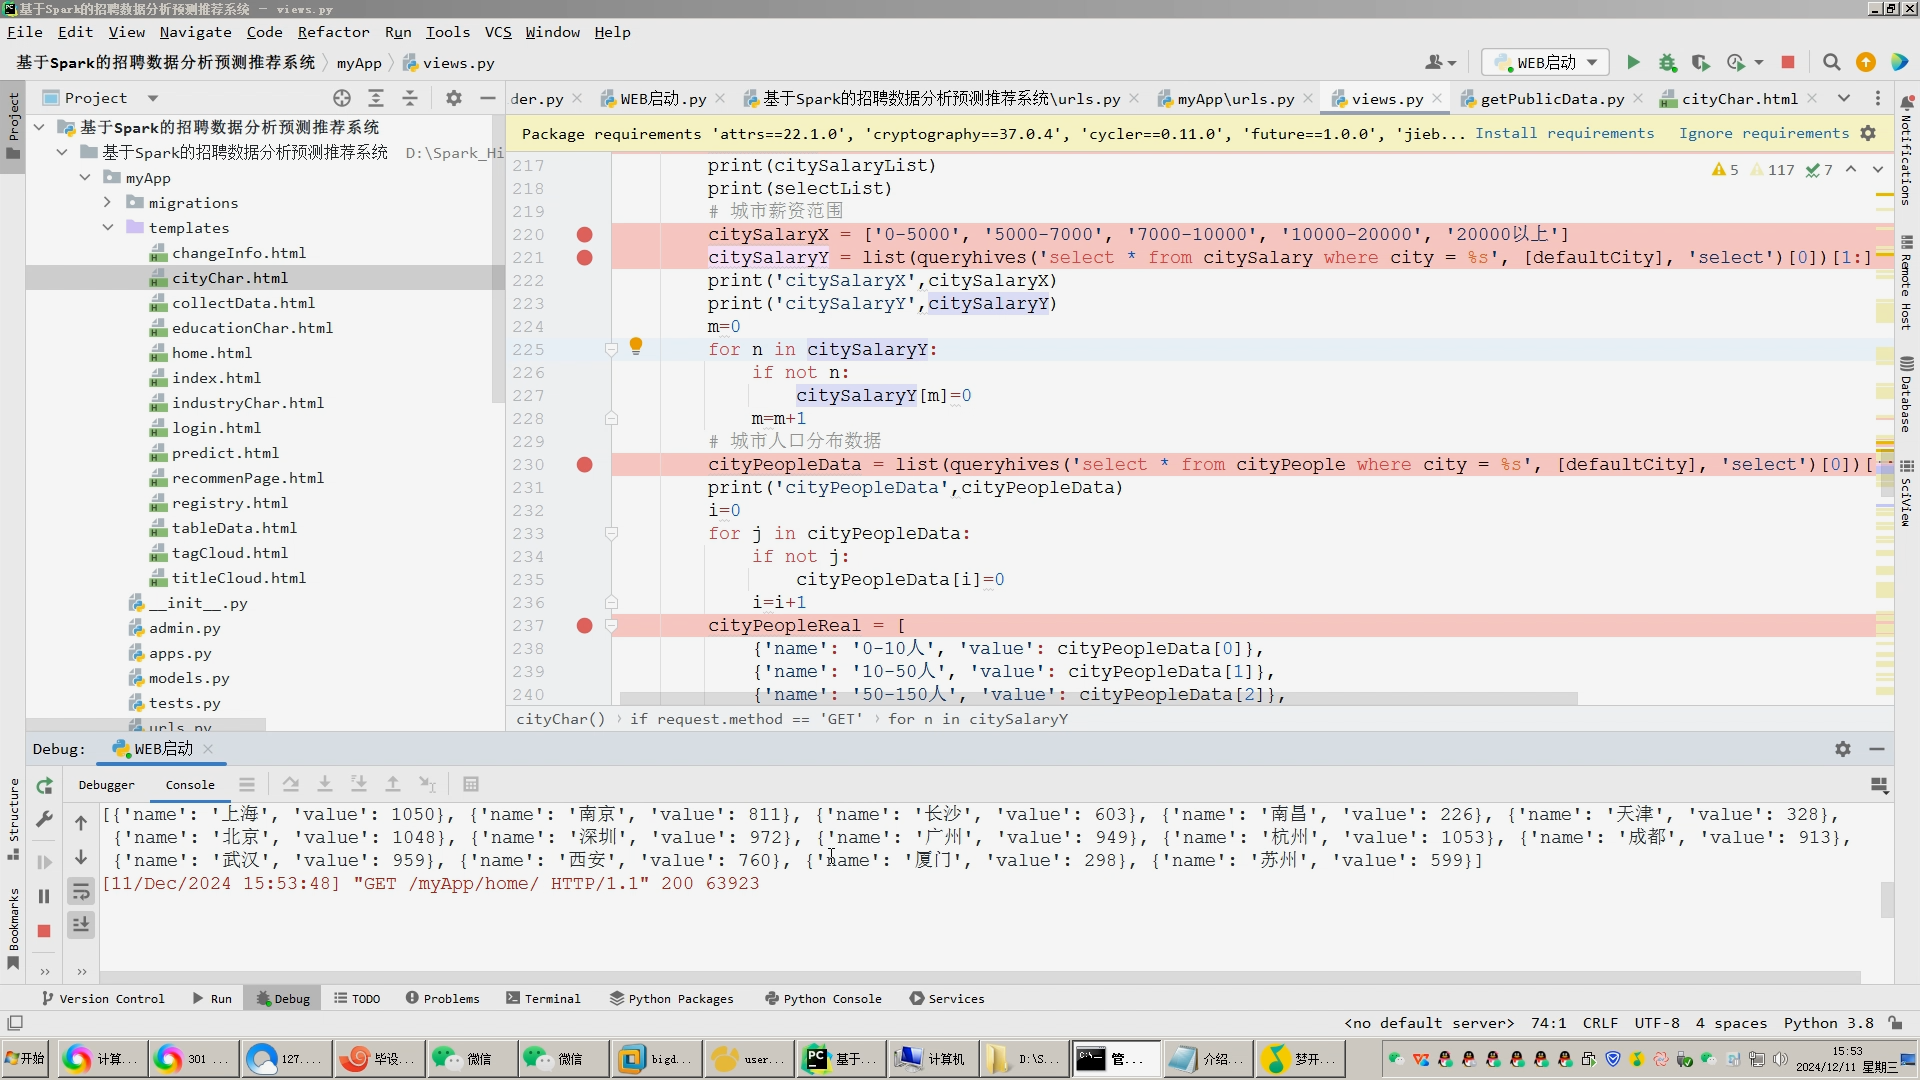 基于Spark的招聘数据分析预测推荐系统 – views.py
File Edit View Navigate Code Refactor Run Tools VCS Window Help
基于Spark的招聘数据分析预测推荐系统 myApp views.py
WEB启动
Project
der.py WEB启动.py 基于Spark的招聘数据分析预测推荐系统\urls.py myApp\urls.py views.py getPublicData.py cityChar.html
Package requirements 'attrs==22.1.0', 'cryptography==37.0.4', 'cycler==0.11.0', 'future==1.0.0', 'jieb... Install requirements Ignore requirements
5 117 7
基于Spark的招聘数据分析预测推荐系统
基于Spark的招聘数据分析预测推荐系统 D:\Spark_Hi
myApp
migrations
templates
changeInfo.html
cityChar.html
collectData.html
educationChar.html
home.html
index.html
industryChar.html
login.html
predict.html
recommenPage.html
registry.html
tableData.html
tagCloud.html
titleCloud.html
__init__.py
admin.py
apps.py
models.py
tests.py
urls.py
217 print(citySalaryList)
218 print(selectList)
219 # 城市薪资范围
220 citySalaryX = ['0-5000', '5000-7000', '7000-10000', '10000-20000', '20000以上']
221 citySalaryY = list(queryhives('select * from citySalary where city = %s', [defaultCity], 'select')[0])[1:]
222 print('citySalaryX',citySalaryX)
223 print('citySalaryY',citySalaryY)
224 m=0
225 for n in citySalaryY:
226 if not n:
227 citySalaryY[m]=0
228 m=m+1
229 # 城市人口分布数据
230 cityPeopleData = list(queryhives('select * from cityPeople where city = %s', [defaultCity], 'select')[0])[
231 print('cityPeopleData',cityPeopleData)
232 i=0
233 for j in cityPeopleData:
234 if not j:
235 cityPeopleData[i]=0
236 i=i+1
237 cityPeopleReal = [
238 {'name': '0-10人', 'value': cityPeopleData[0]},
239 {'name': '10-50人', 'value': cityPeopleData[1]},
240 {'name': '50-150人', 'value': cityPeopleData[2]},
cityChar() › if request.method == 'GET' › for n in citySalaryY
Project
Structure
Bookmarks
Notifications
Remote Host
Database
SciView
Debug: WEB启动
Debugger Console
[{'name': '上海', 'value': 1050}, {'name': '南京', 'value': 811}, {'name': '长沙', 'value': 603}, {'name': '南昌', 'value': 226}, {'name': '天津', 'value': 328},
{'name': '北京', 'value': 1048}, {'name': '深圳', 'value': 972}, {'name': '广州', 'value': 949}, {'name': '杭州', 'value': 1053}, {'name': '成都', 'value': 913},
{'name': '武汉', 'value': 959}, {'name': '西安', 'value': 760}, {'name': '厦门', 'value': 298}, {'name': '苏州', 'value': 599}]
[11/Dec/2024 15:53:48] "GET /myApp/home/ HTTP/1.1" 200 63923
Version Control Run Debug TODO Problems Terminal Python Packages Python Console Services
<no default server> 74:1 CRLF UTF-8 4 spaces Python 3.8
开始 计算... 301 ... 127.... 毕设... 微信 微信 bigd... user... 基于... 计算机 D:\S... 管... 介绍... 梦开...
15:53
2024/12/11 星期三